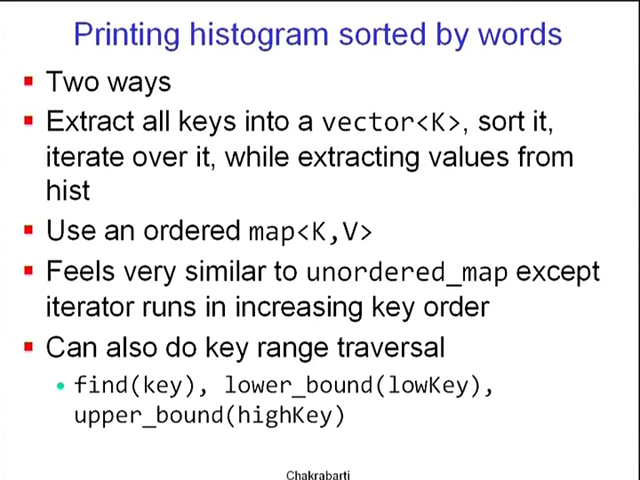 Printing histogram sorted by words
Two ways
Extract all keys into a vector<K>, sort it,
iterate over it, while extracting values from
hist
Use an ordered map<K,V>
Feels very similar to unordered_map except
iterator runs in increasing key order
Can also do key range traversal
find(key), lower_bound(lowKey),
upper_bound(highKey)
Chakrabarti